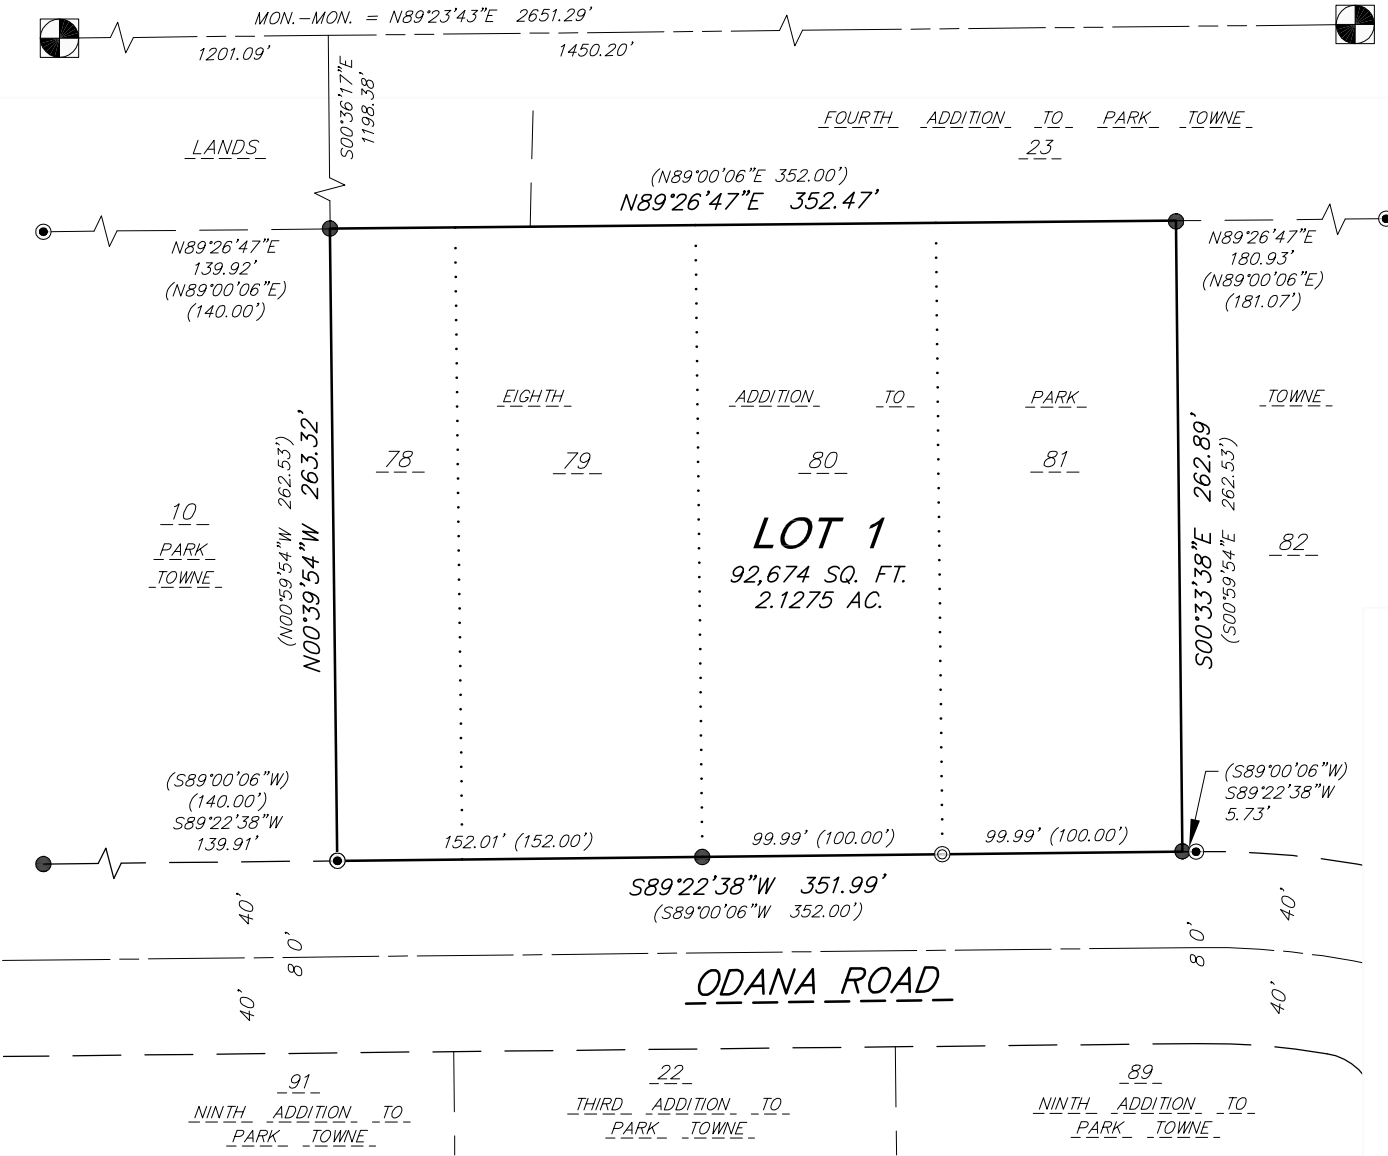 MON.-MON. = N89°23'43"E 2651.29'
1201.09'
1450.20'
S00°36'17"E
1198.38'
LANDS
FOURTH ADDITION TO PARK TOWNE
23
(N89°00'06"E 352.00')
N89°26'47"E 352.47'
N89°26'47"E
139.92'
(N89°00'06"E)
(140.00')
N89°26'47"E
180.93'
(N89°00'06"E)
(181.07')
EIGHTH ADDITION TO PARK TOWNE
78
79
80
81
82
(N00°59'54"W 262.53')
N00°39'54"W 263.32'
S00°33'38"E 262.89'
(S00°59'54"E 262.53')
10
PARK
TOWNE
LOT 1
92,674 SQ. FT.
2.1275 AC.
(S89°00'06"W)
(140.00')
S89°22'38"W
139.91'
(S89°00'06"W)
S89°22'38"W
5.73'
152.01' (152.00')
99.99' (100.00')
99.99' (100.00')
S89°22'38"W 351.99'
(S89°00'06"W 352.00')
40'
80'
40'
40'
80'
40'
ODANA ROAD
91
NINTH ADDITION TO
PARK TOWNE
22
THIRD ADDITION TO
PARK TOWNE
89
NINTH ADDITION TO
PARK TOWNE